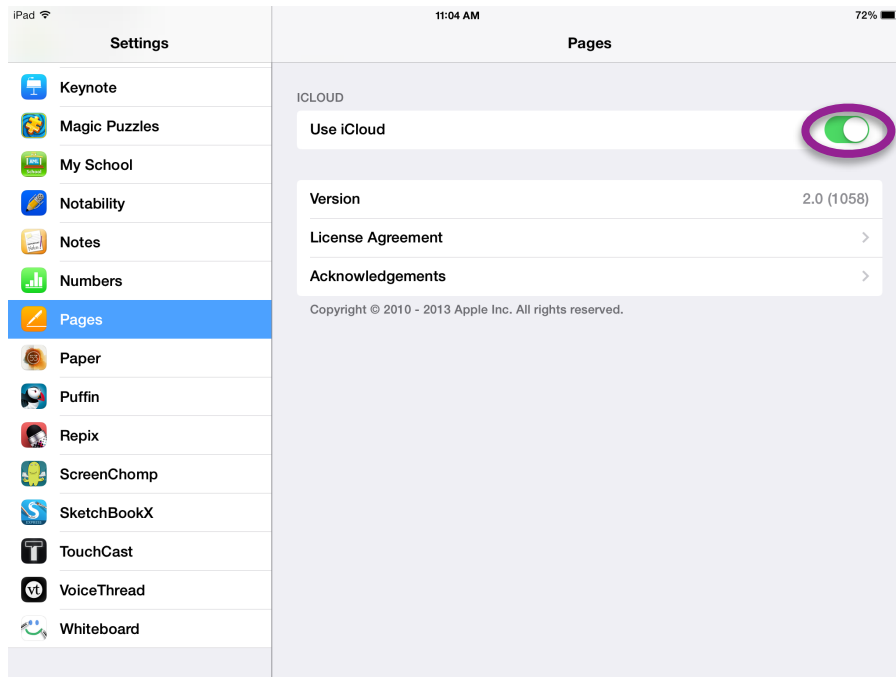 iPad
11:04 AM
72%
Settings
Pages
Keynote
Magic Puzzles
My School
Notability
Notes
Numbers
Pages
Paper
Puffin
Repix
ScreenChomp
SketchBookX
TouchCast
VoiceThread
Whiteboard
ICLOUD
Use iCloud
Version 2.0 (1058)
License Agreement
Acknowledgements
Copyright © 2010 - 2013 Apple Inc. All rights reserved.